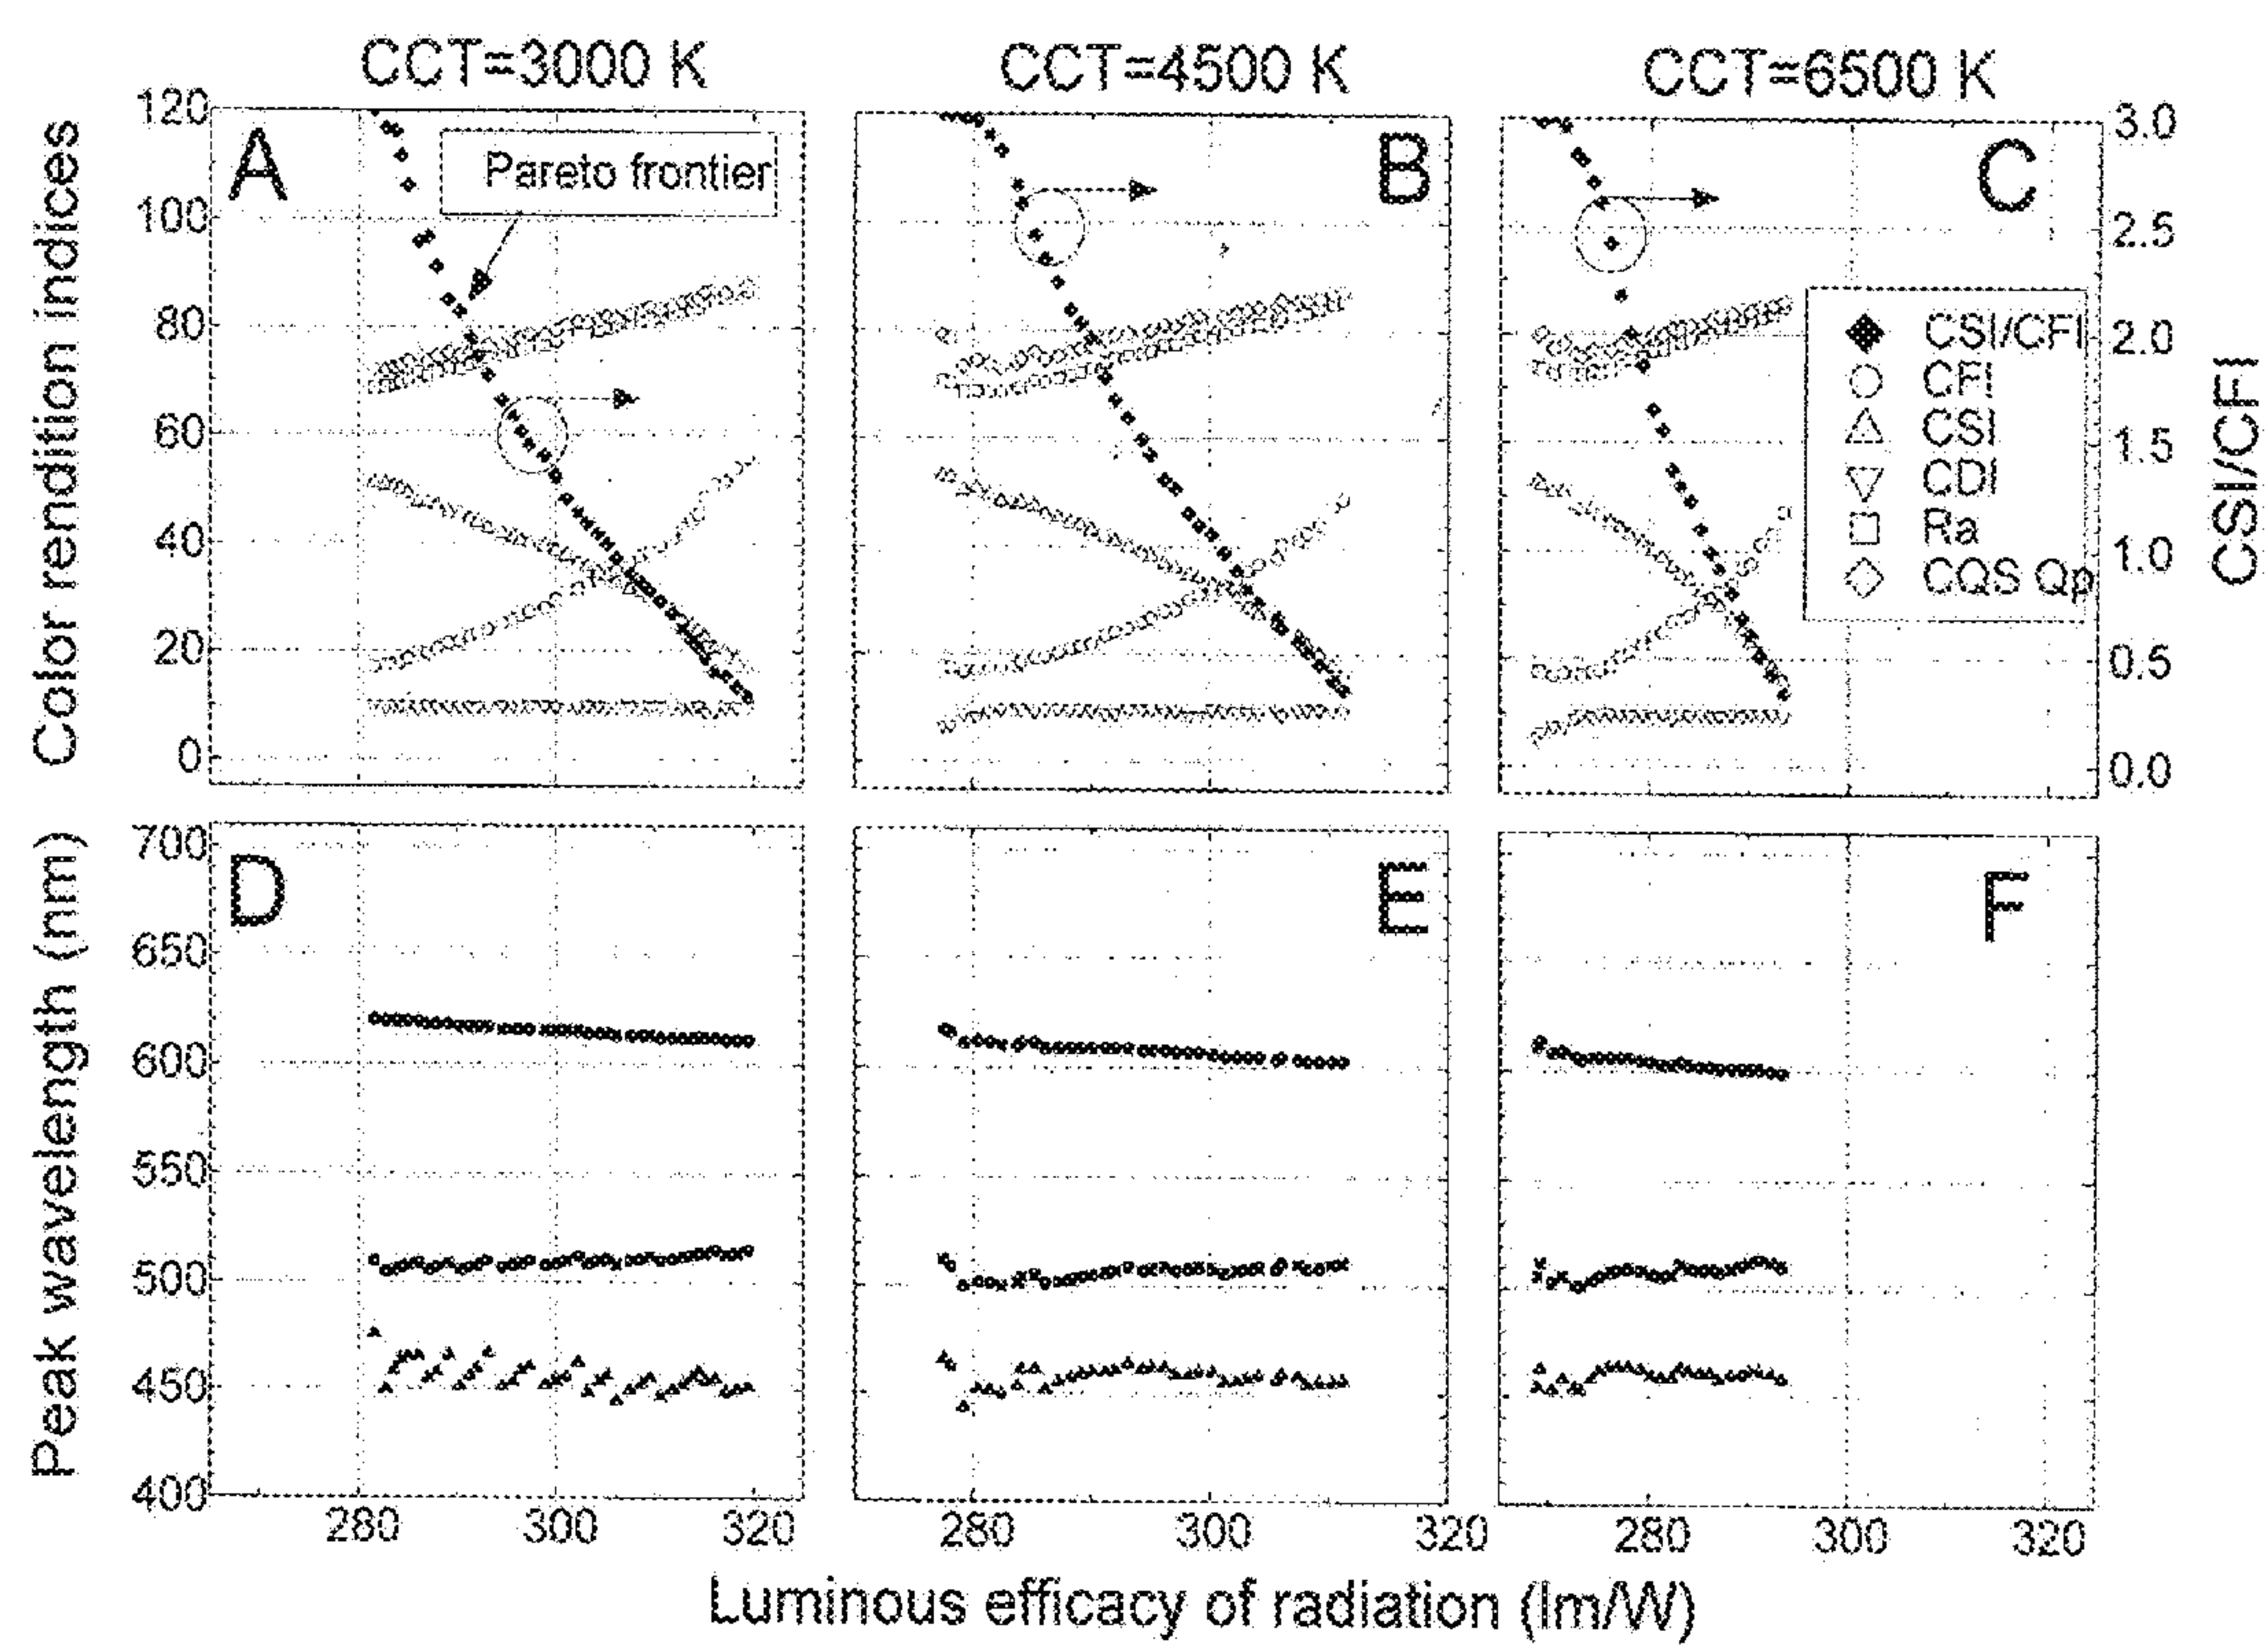 CCT=3000 K
CCT=4500 K
CCT=6500 K
Color rendition indices
120
100
80
60
40
20
0
A
Pareto frontier
B
C
CSI/CFI
CFI
CSI
CDI
Ra
CQS Qp
3.0
2.5
2.0
1.5
1.0
0.5
0.0
CSI/CFI
Peak wavelength (nm)
700
650
600
550
500
450
400
D
E
F
280
300
320
280
300
320
280
300
320
Luminous efficacy of radiation (lm/W)